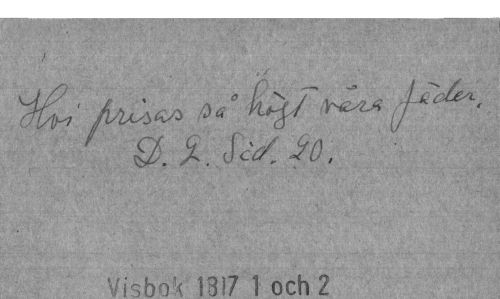 Hvi prisas så högt våra fäder.
D. 2. Sid. 20.
Visbok 1817 1 och 2